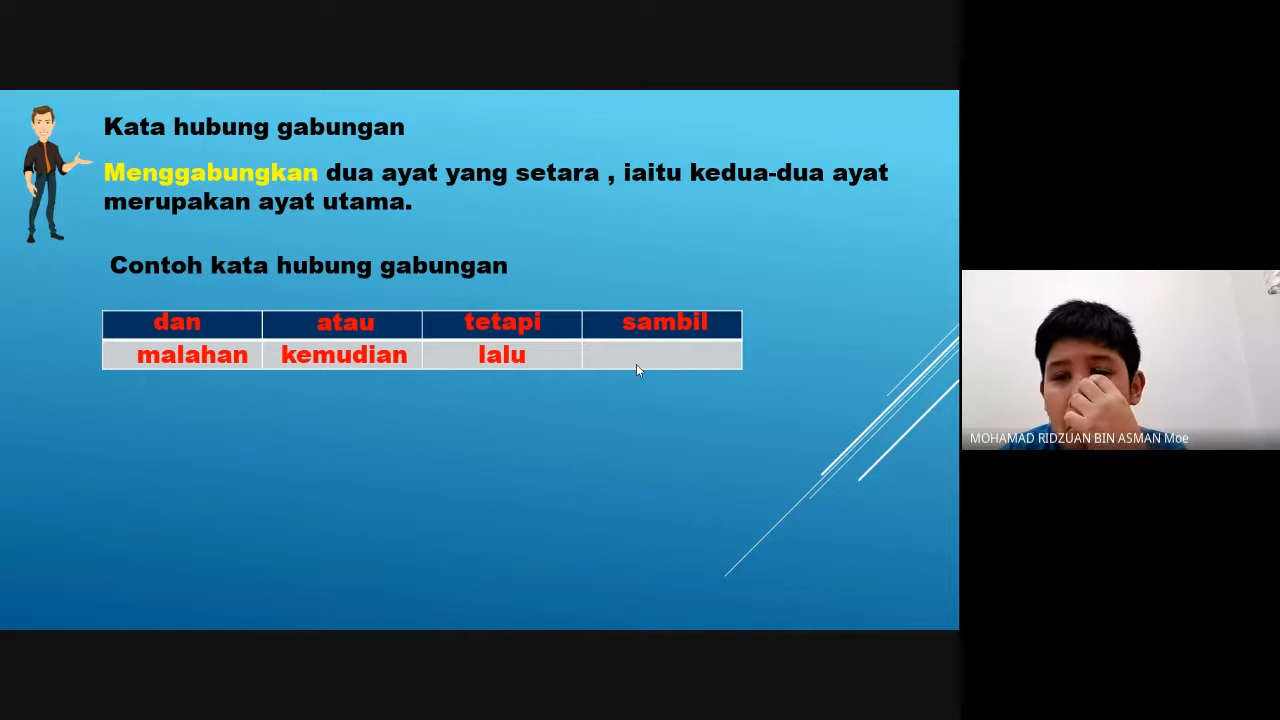 Kata hubung gabungan
Menggabungkan dua ayat yang setara , iaitu kedua-dua ayat
merupakan ayat utama.
Contoh kata hubung gabungan
dan atau tetapi sambil
malahan kemudian lalu
MOHAMAD RIDZUAN BIN ASMAN Moe